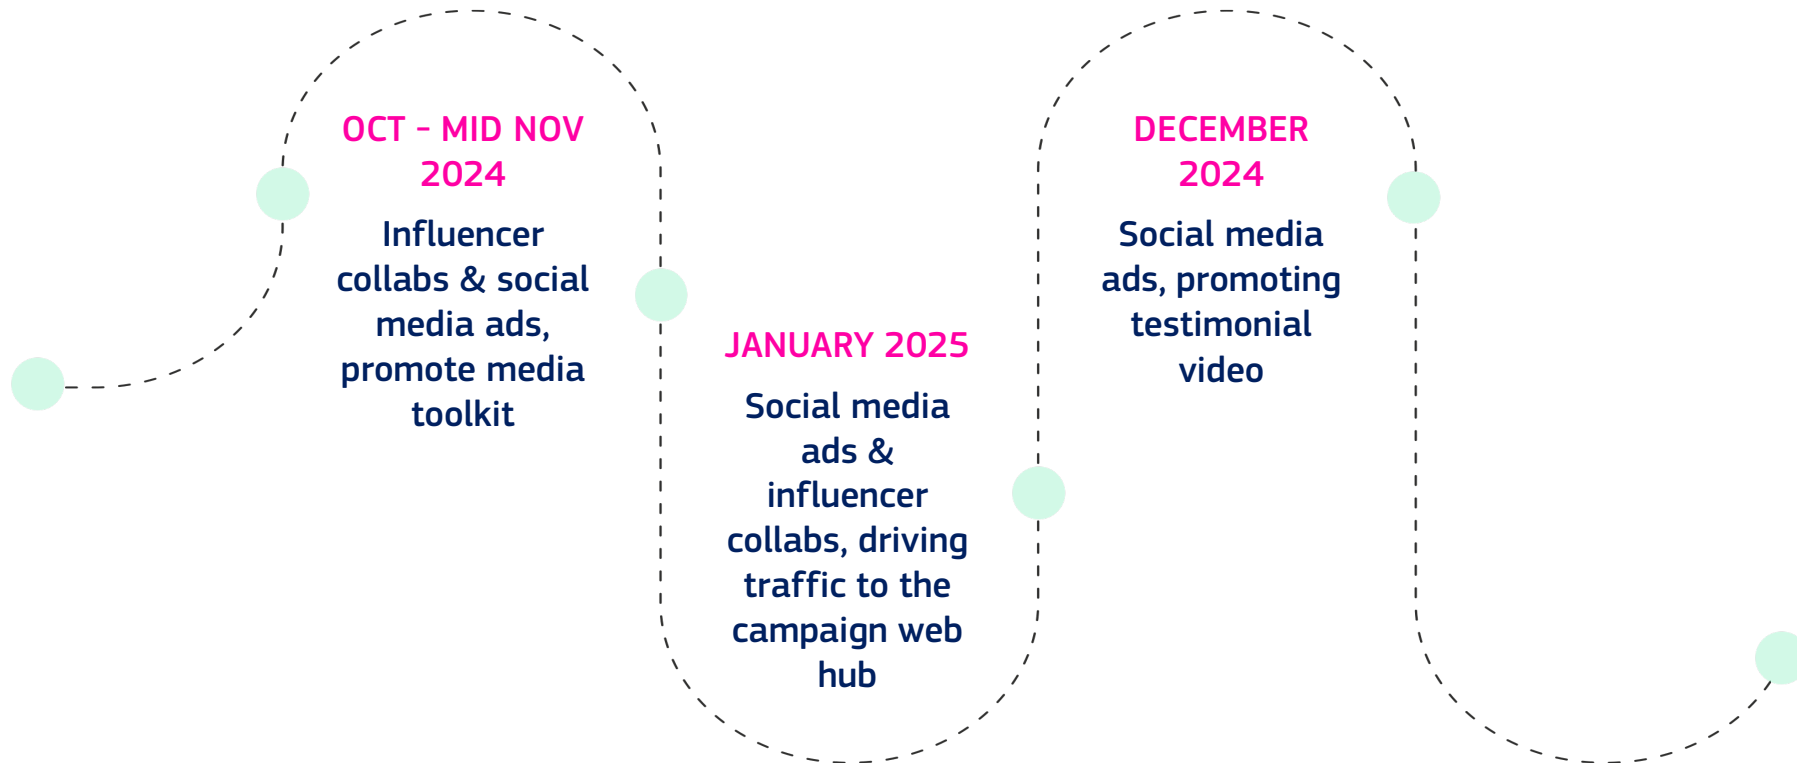 OCT - MID NOV
2024
Influencer
collabs & social
media ads,
promote media
toolkit
JANUARY 2025
Social media
ads &
influencer
collabs, driving
traffic to the
campaign web
hub
DECEMBER
2024
Social media
ads, promoting
testimonial
video